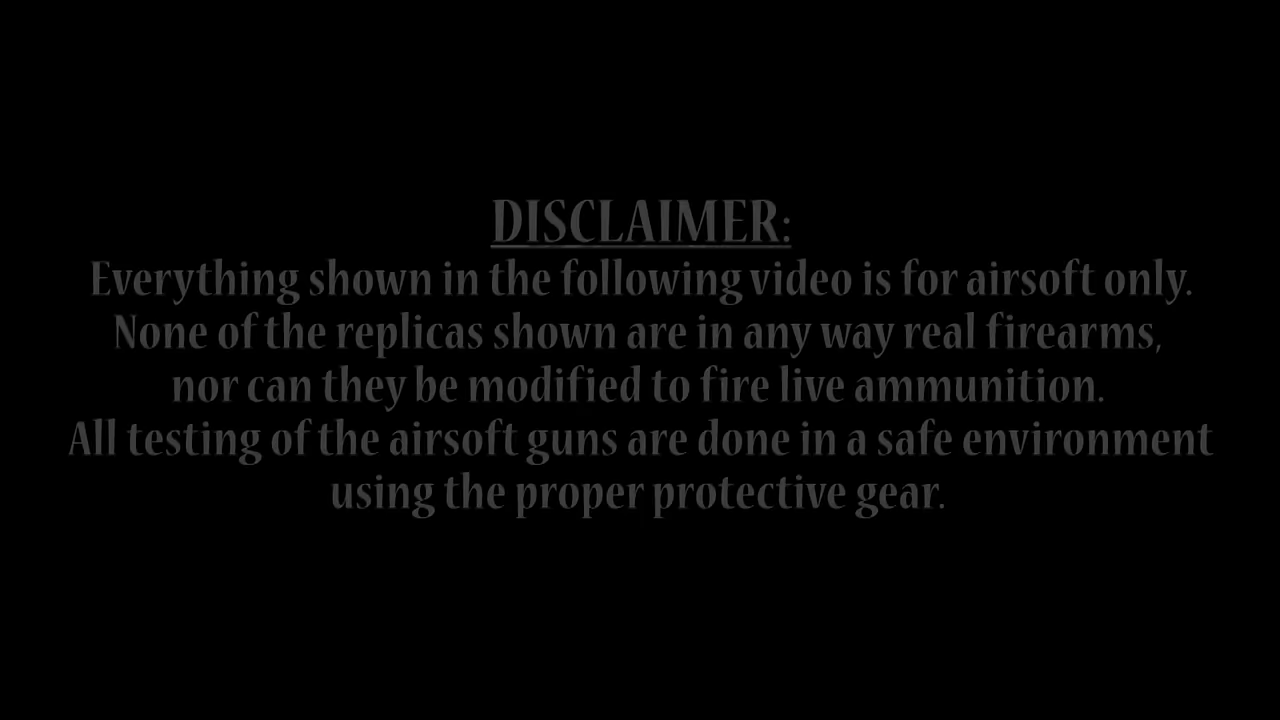 DISCLAIMER:
Everything shown in the following video is for airsoft only.
None of the replicas shown are in any way real firearms,
nor can they be modified to fire live ammunition.
All testing of the airsoft guns are done in a safe environment
using the proper protective gear.